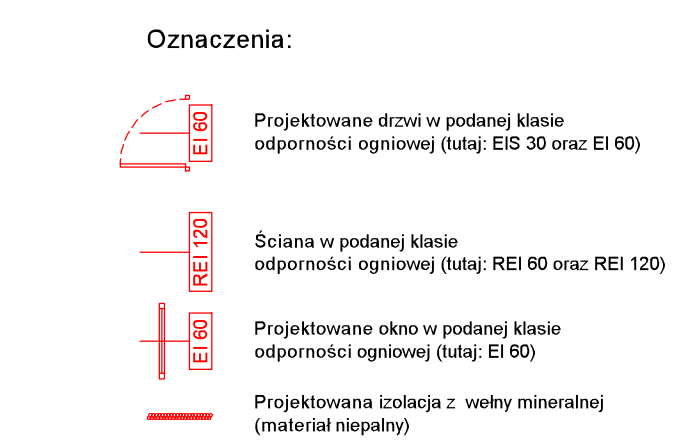 Oznaczenia:
EI 60
Projektowane drzwi w podanej klasie
odporności ogniowej (tutaj: EIS 30 oraz EI 60)
REI 120
Ściana w podanej klasie
odporności ogniowej (tutaj: REI 60 oraz REI 120)
EI 60
Projektowane okno w podanej klasie
odporności ogniowej (tutaj: EI 60)
Projektowana izolacja z wełny mineralnej
(materiał niepalny)